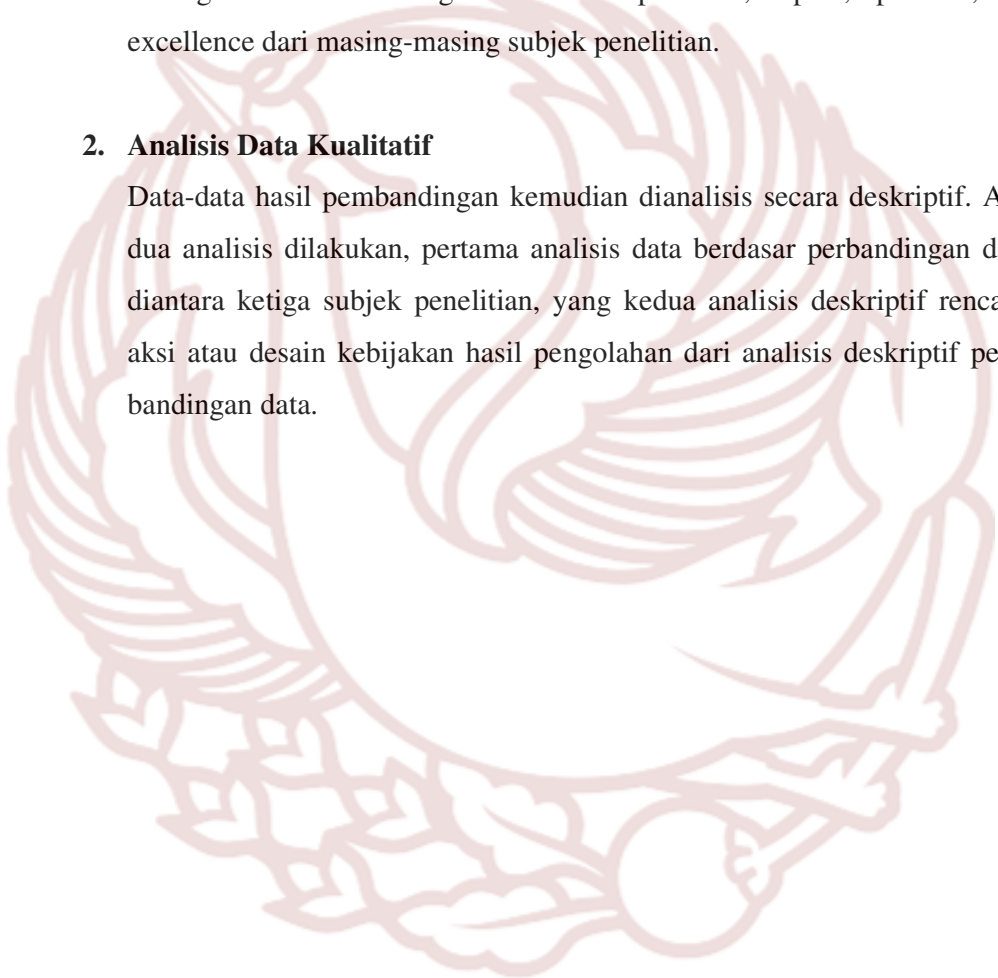 excellence dari masing-masing subjek penelitian.
2. Analisis Data Kualitatif
Data-data hasil pembandingan kemudian dianalisis secara deskriptif. A
dua analisis dilakukan, pertama analisis data berdasar perbandingan d
diantara ketiga subjek penelitian, yang kedua analisis deskriptif renca
aksi atau desain kebijakan hasil pengolahan dari analisis deskriptif pe
bandingan data.